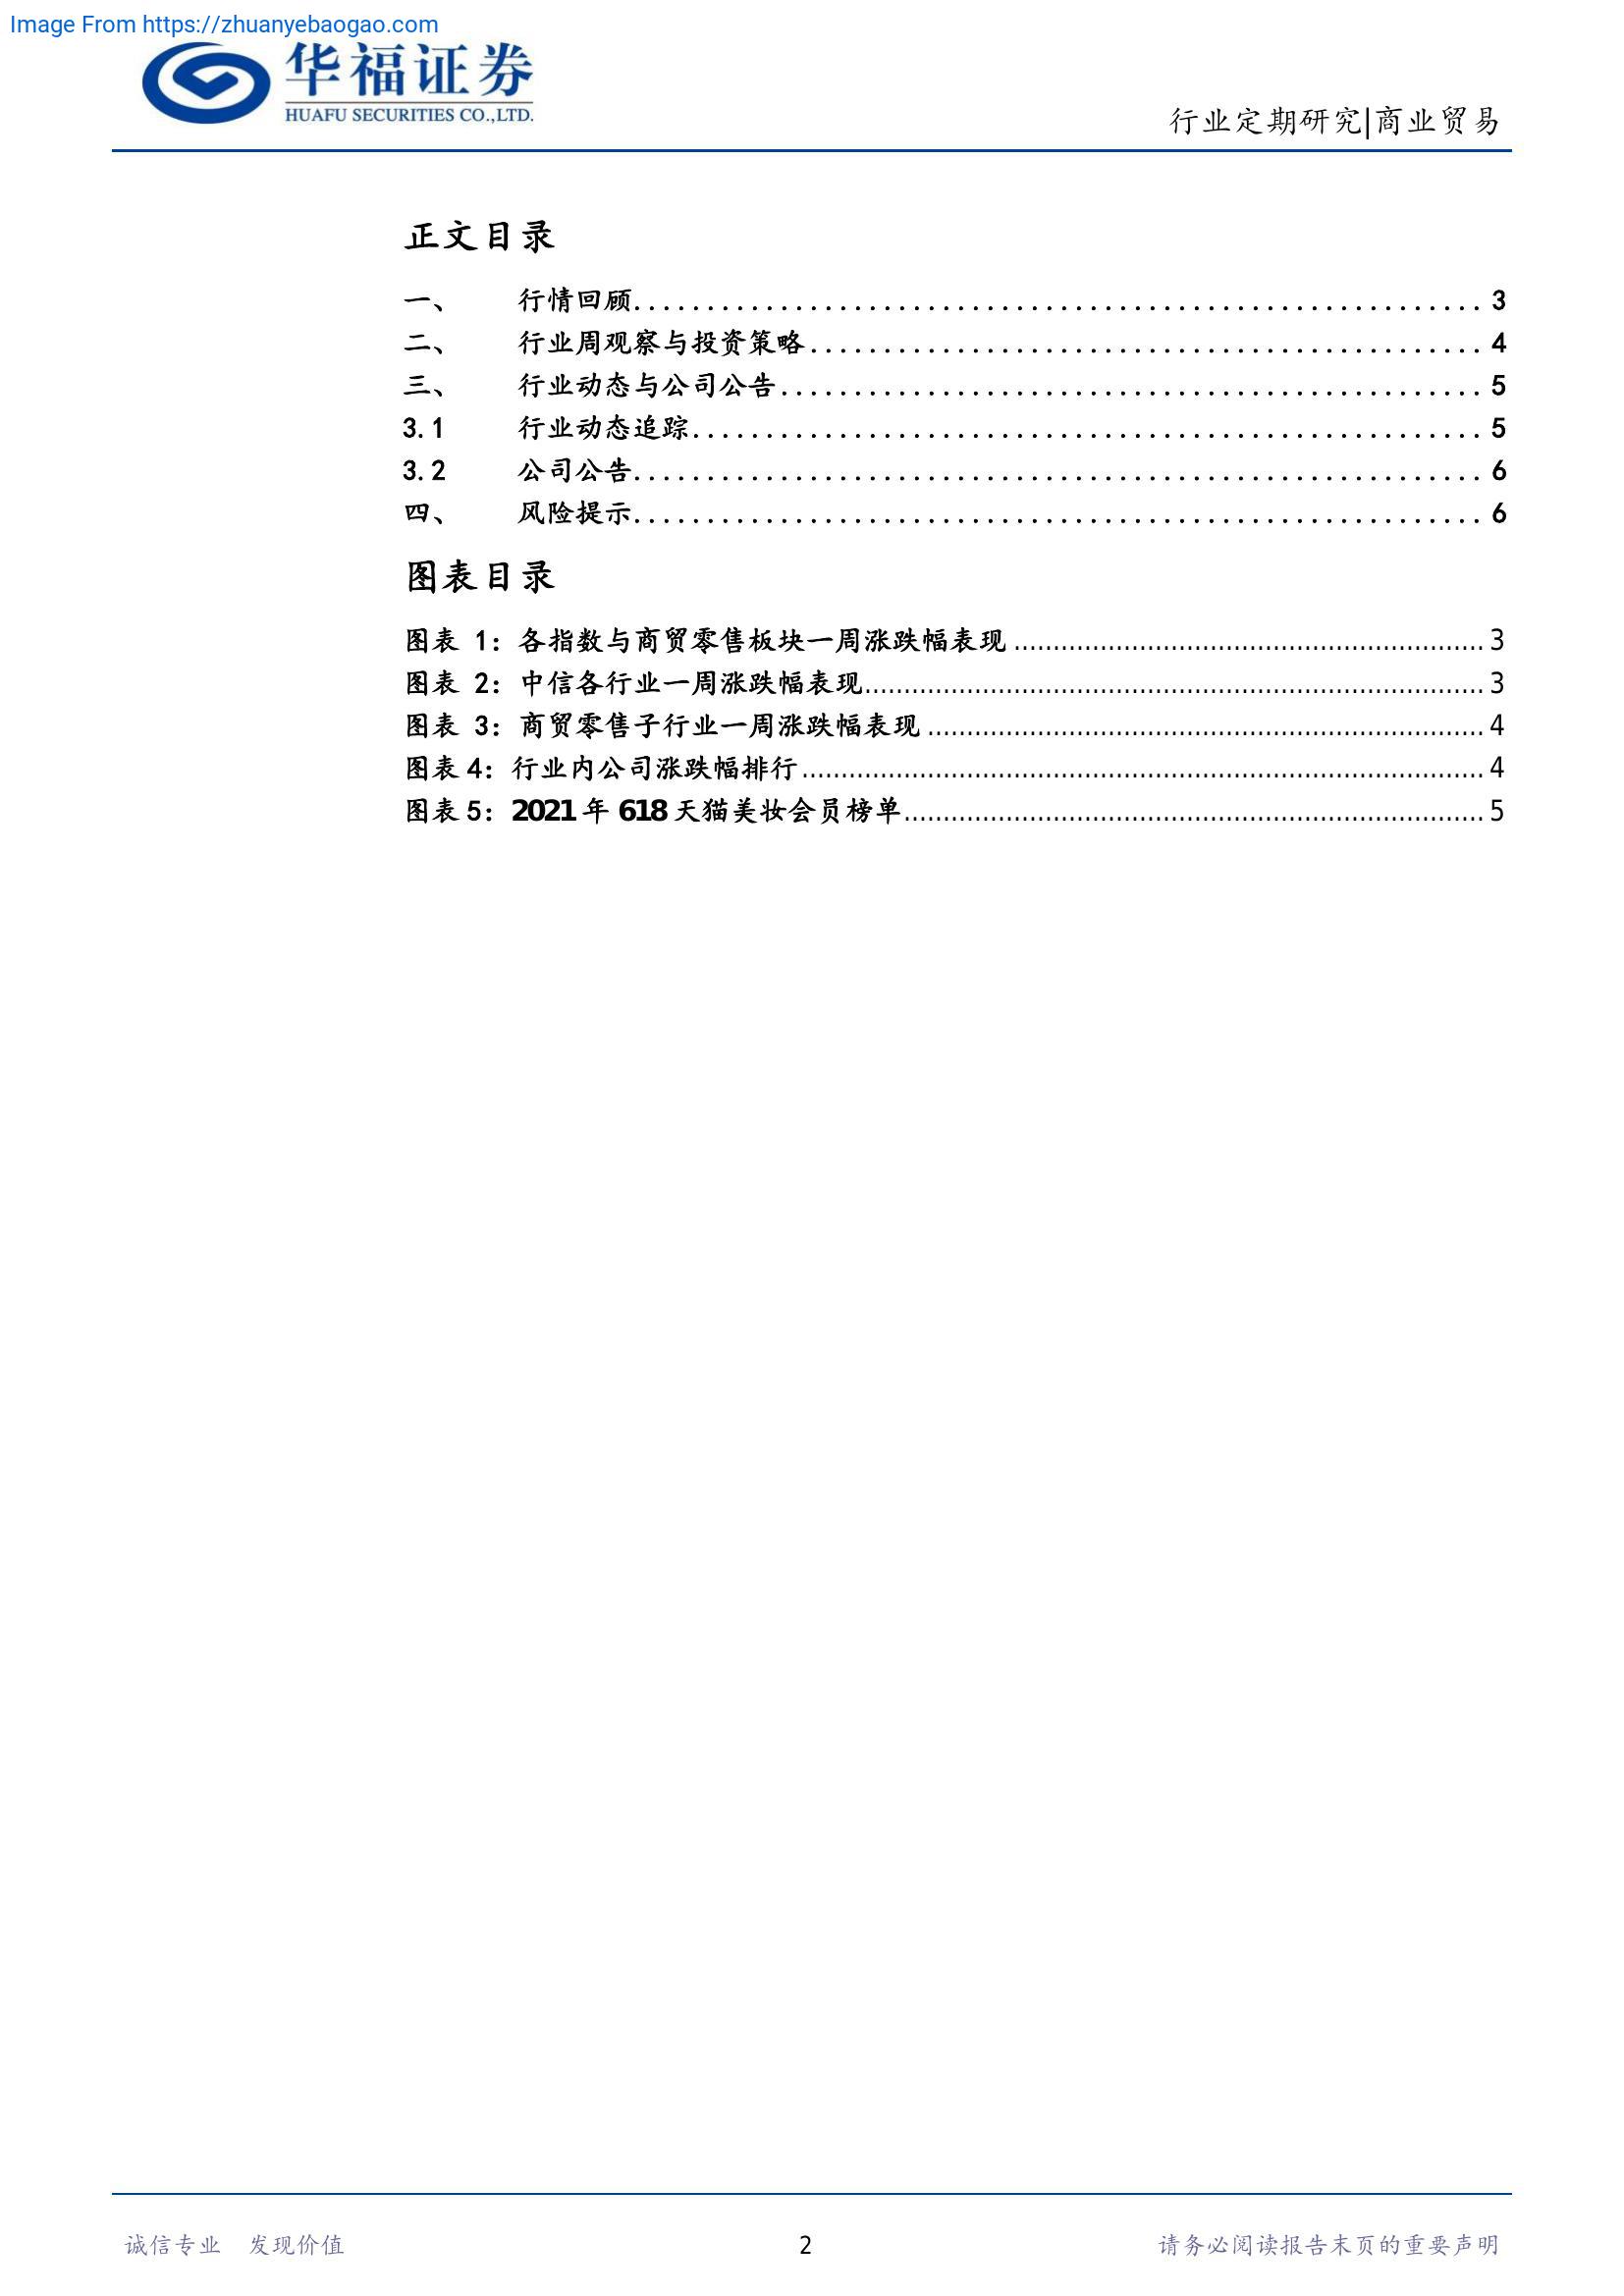 Image From https://zhuanyebaogao.com
华福证券
HUAFU SECURITIES CO.,LTD.
行业定期研究|商业贸易
正文目录
一、 行情回顾........................................................... 3
二、 行业周观察与投资策略............................................... 4
三、 行业动态与公司公告................................................. 5
3.1 行业动态追踪....................................................... 5
3.2 公司公告........................................................... 6
四、 风险提示........................................................... 6
图表目录
图表 1：各指数与商贸零售板块一周涨跌幅表现............................................................ 3
图表 2：中信各行业一周涨跌幅表现............................................................................... 3
图表 3：商贸零售子行业一周涨跌幅表现....................................................................... 4
图表 4：行业内公司涨跌幅排行....................................................................................... 4
图表 5：2021 年 618 天猫美妆会员榜单.......................................................................... 5
诚信专业 发现价值
2
请务必阅读报告末页的重要声明